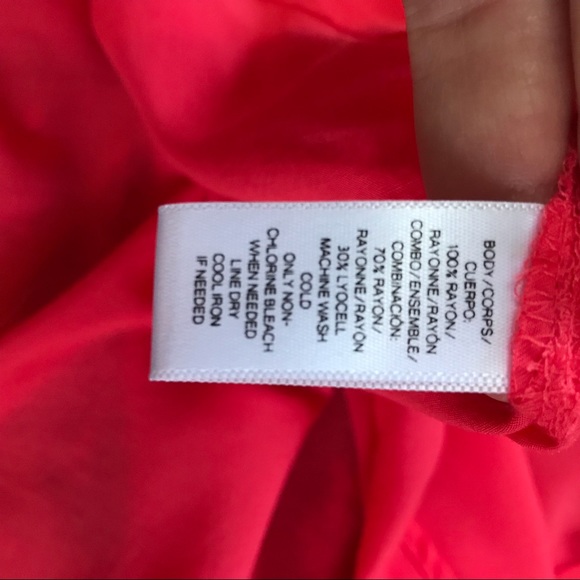 BODY/CORPS/
CUERPO:
100% RAYON/
RAYONNE/RAYÓN
COMBO/ENSEMBLE/
COMBINACIÓN:
70% RAYON/
RAYONNE/RAYÓN
30% LYOCELL
MACHINE WASH
COLD
ONLY NON-
CHLORINE BLEACH
WHEN NEEDED
LINE DRY
COOL IRON
IF NEEDED